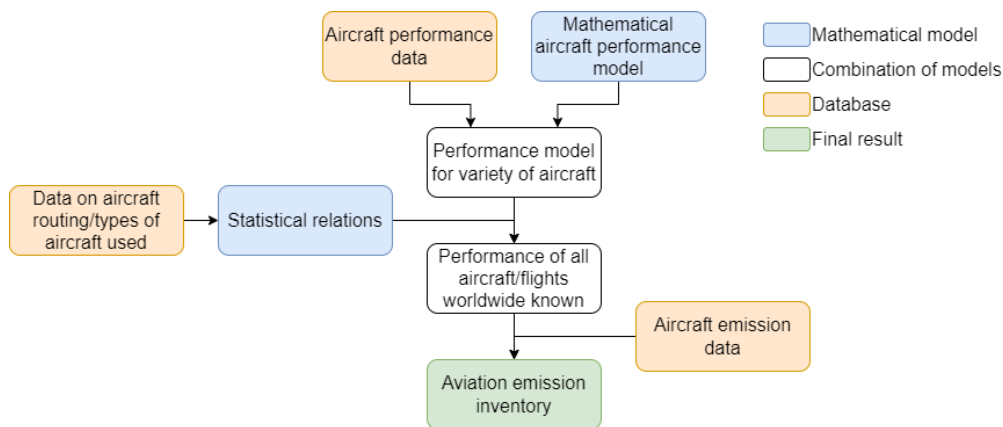 Aircraft performance
data
Mathematical
aircraft performance
model
Mathematical model
Combination of models
Database
Final result
Performance model
for variety of aircraft
Data on aircraft
routing/types of
aircraft used
Statistical relations
Performance of all
aircraft/flights
worldwide known
Aircraft emission
data
Aviation emission
inventory